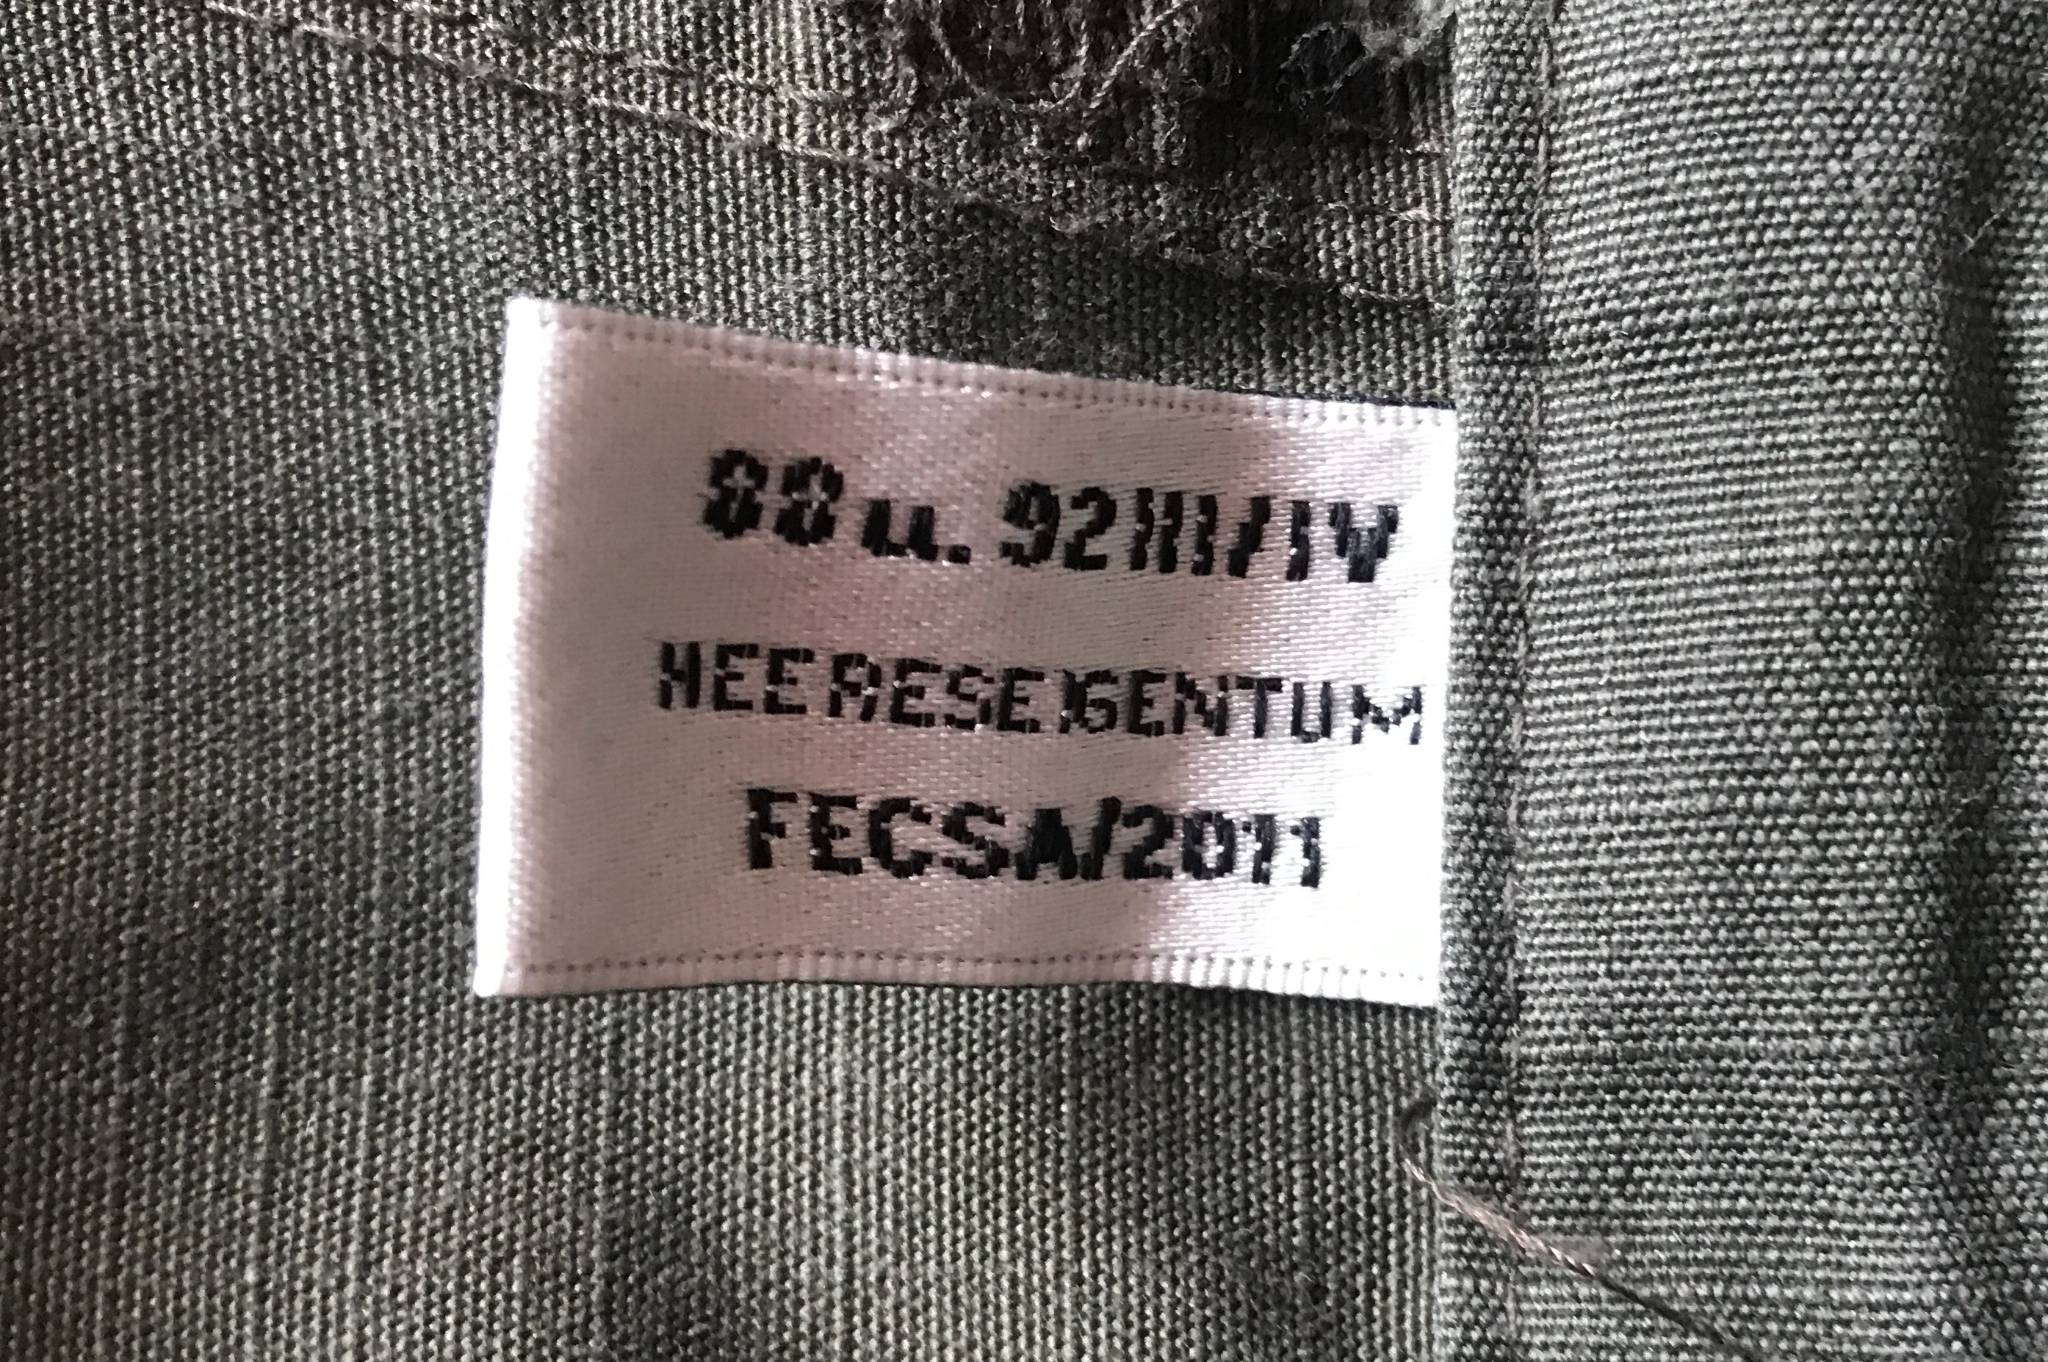 88 u. 92 III/IV
HEERESEIGENTUM
FECSA/2011